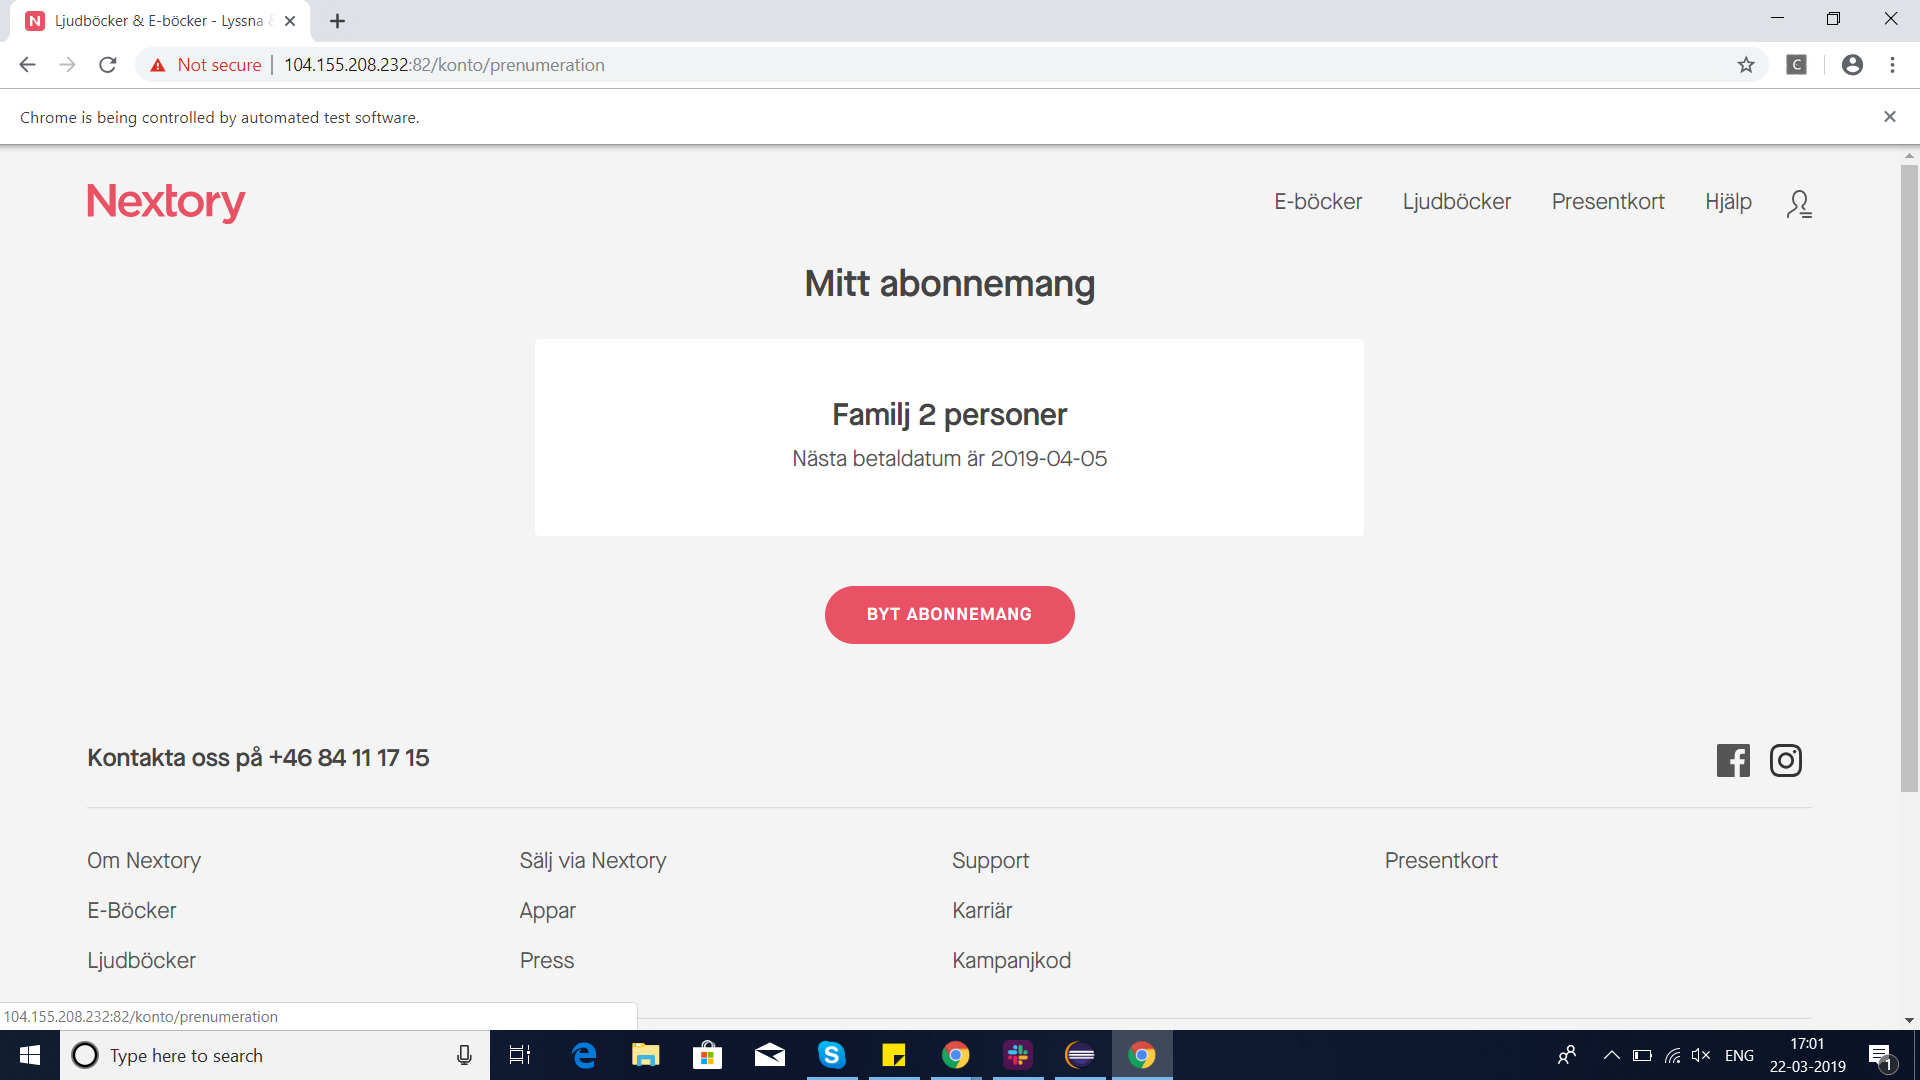 Ljudböcker & E-böcker - Lyssna
Not secure | 104.155.208.232:82/konto/prenumeration
C
Chrome is being controlled by automated test software.
Nextory
E-böcker Ljudböcker Presentkort Hjälp
Mitt abonnemang
Familj 2 personer
Nästa betaldatum är 2019-04-05
BYT ABONNEMANG
Kontakta oss på +46 84 11 17 15
Om Nextory Sälj via Nextory Support Presentkort
E-Böcker Appar Karriär
Ljudböcker Press Kampanjkod
104.155.208.232:82/konto/prenumeration
Type here to search
ENG
17:01
22-03-2019
1